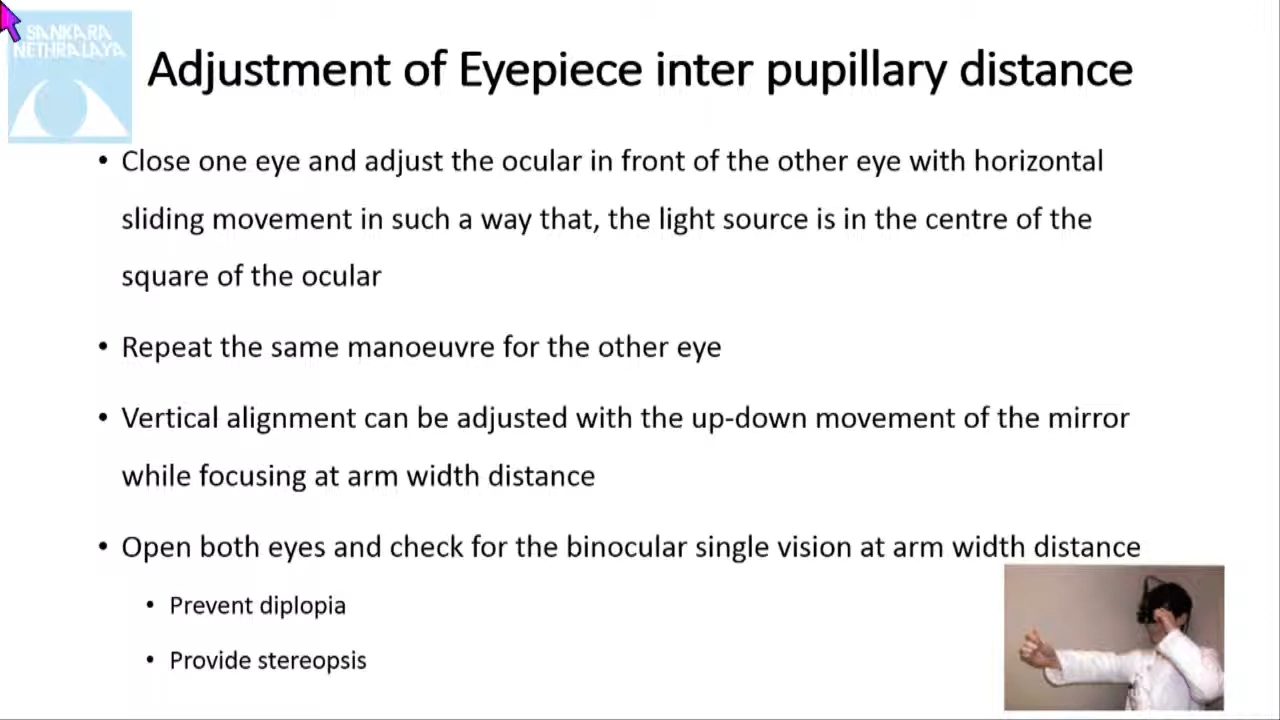 SANKARA
NETHRALAYA
Adjustment of Eyepiece inter pupillary distance
• Close one eye and adjust the ocular in front of the other eye with horizontal
sliding movement in such a way that, the light source is in the centre of the
square of the ocular
• Repeat the same manoeuvre for the other eye
• Vertical alignment can be adjusted with the up-down movement of the mirror
while focusing at arm width distance
• Open both eyes and check for the binocular single vision at arm width distance
• Prevent diplopia
• Provide stereopsis